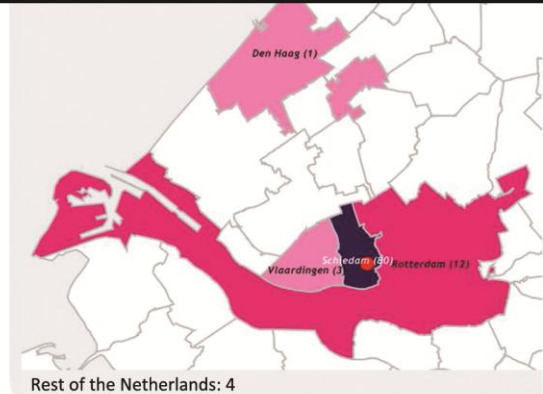 Den Haag (1)
Schiedam (80)
Vlaardingen (3)
Rotterdam (12)
Rest of the Netherlands: 4